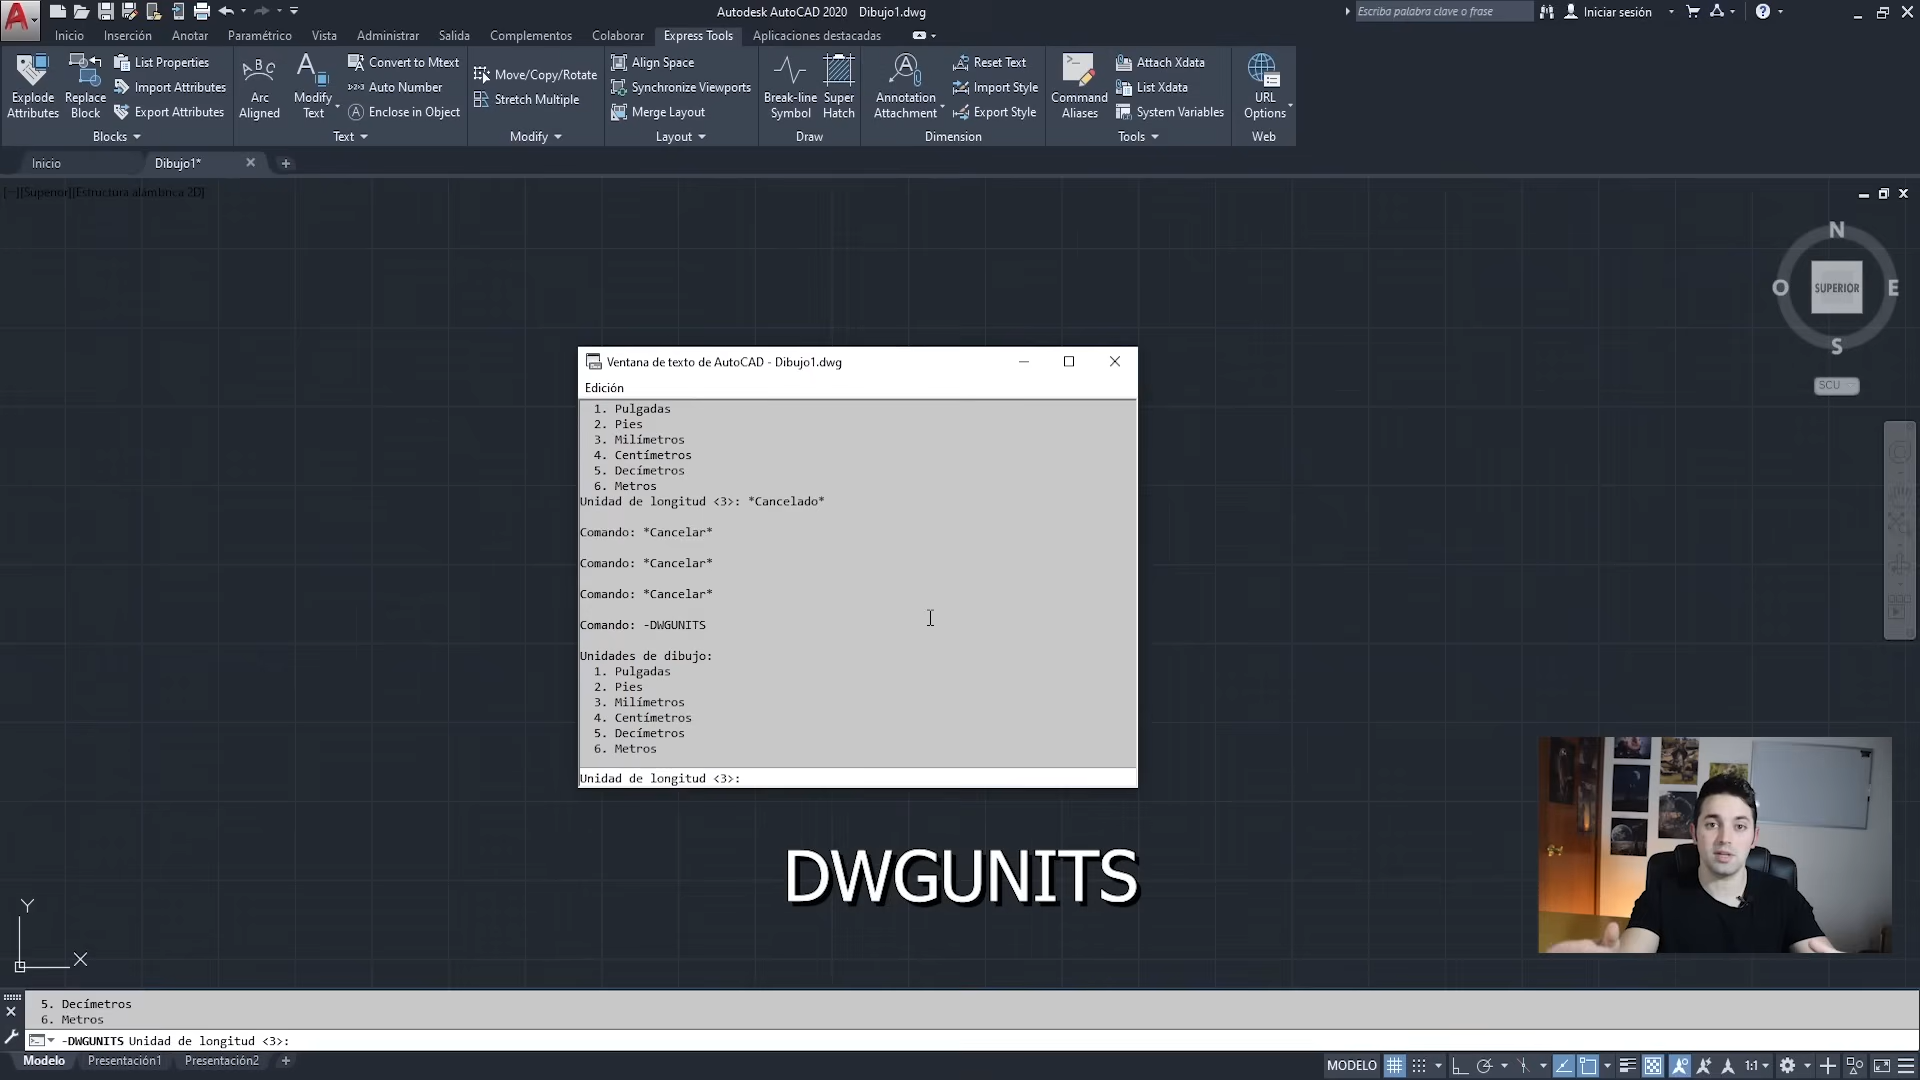 Autodesk AutoCAD 2020 Dibujo1.dwg
Escriba palabra clave o frase
Iniciar sesión
Inicio
Inserción
Anotar
Paramétrico
Vista
Administrar
Salida
Complementos
Colaborar
Express Tools
Aplicaciones destacadas
Explode Attributes
Replace Block
List Properties
Import Attributes
Export Attributes
Blocks
Arc Aligned
Modify Text
Convert to Mtext
Auto Number
Enclose in Object
Text
Move/Copy/Rotate
Stretch Multiple
Modify
Align Space
Synchronize Viewports
Merge Layout
Layout
Break-line Symbol
Super Hatch
Draw
Annotation Attachment
Reset Text
Import Style
Export Style
Dimension
Command Aliases
Attach Xdata
List Xdata
System Variables
Tools
URL Options
Web
Inicio
Dibujo1*
[−][Superior][Estructura alámbrica 2D]
N
O
SUPERIOR
E
S
SCU
Ventana de texto de AutoCAD - Dibujo1.dwg
Edición
1. Pulgadas
2. Pies
3. Milímetros
4. Centímetros
5. Decímetros
6. Metros
Unidad de longitud <3>: *Cancelado*
Comando: *Cancelar*
Comando: *Cancelar*
Comando: *Cancelar*
Comando: -DWGUNITS
Unidades de dibujo:
1. Pulgadas
2. Pies
3. Milímetros
4. Centímetros
5. Decímetros
6. Metros
Unidad de longitud <3>:
DWGUNITS
Y
X
5. Decímetros
6. Metros
-DWGUNITS Unidad de longitud <3>:
Modelo
Presentación1
Presentación2
MODELO
1:1